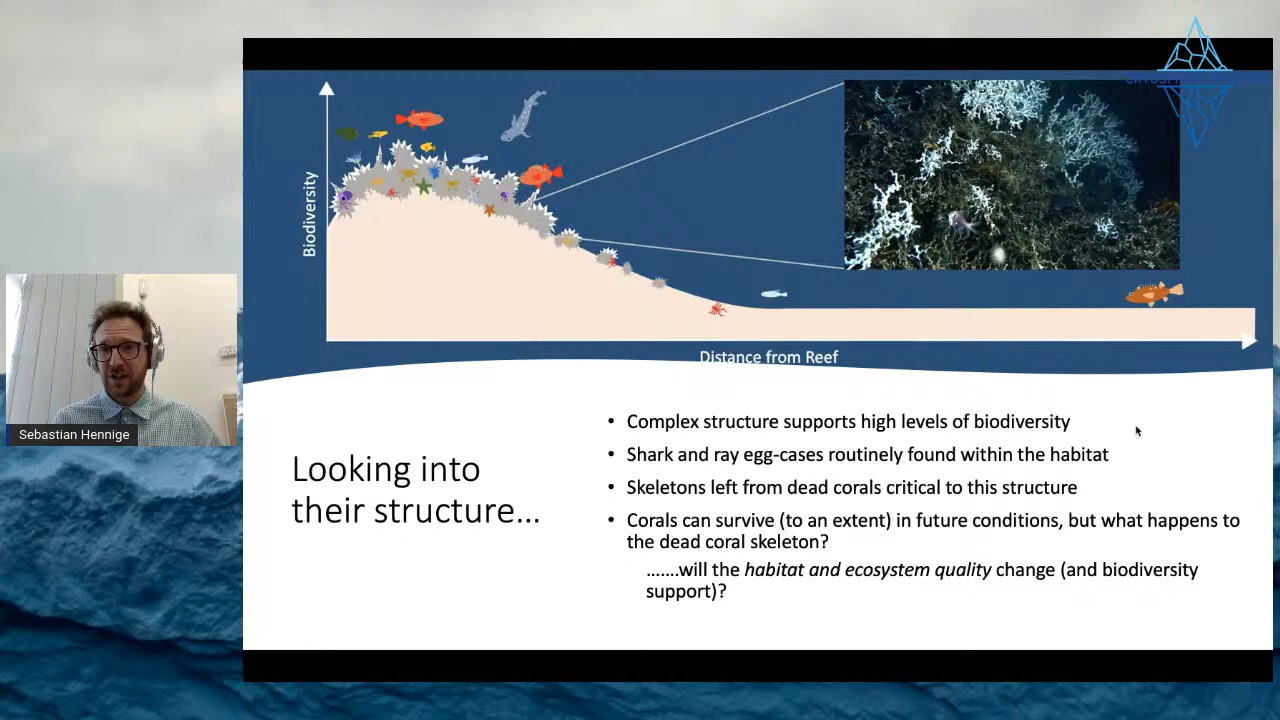 Biodiversity
Distance from Reef
Sebastian Hennige
Looking into
their structure...
• Complex structure supports high levels of biodiversity
• Shark and ray egg-cases routinely found within the habitat
• Skeletons left from dead corals critical to this structure
• Corals can survive (to an extent) in future conditions, but what happens to
the dead coral skeleton?
…….will the habitat and ecosystem quality change (and biodiversity
support)?